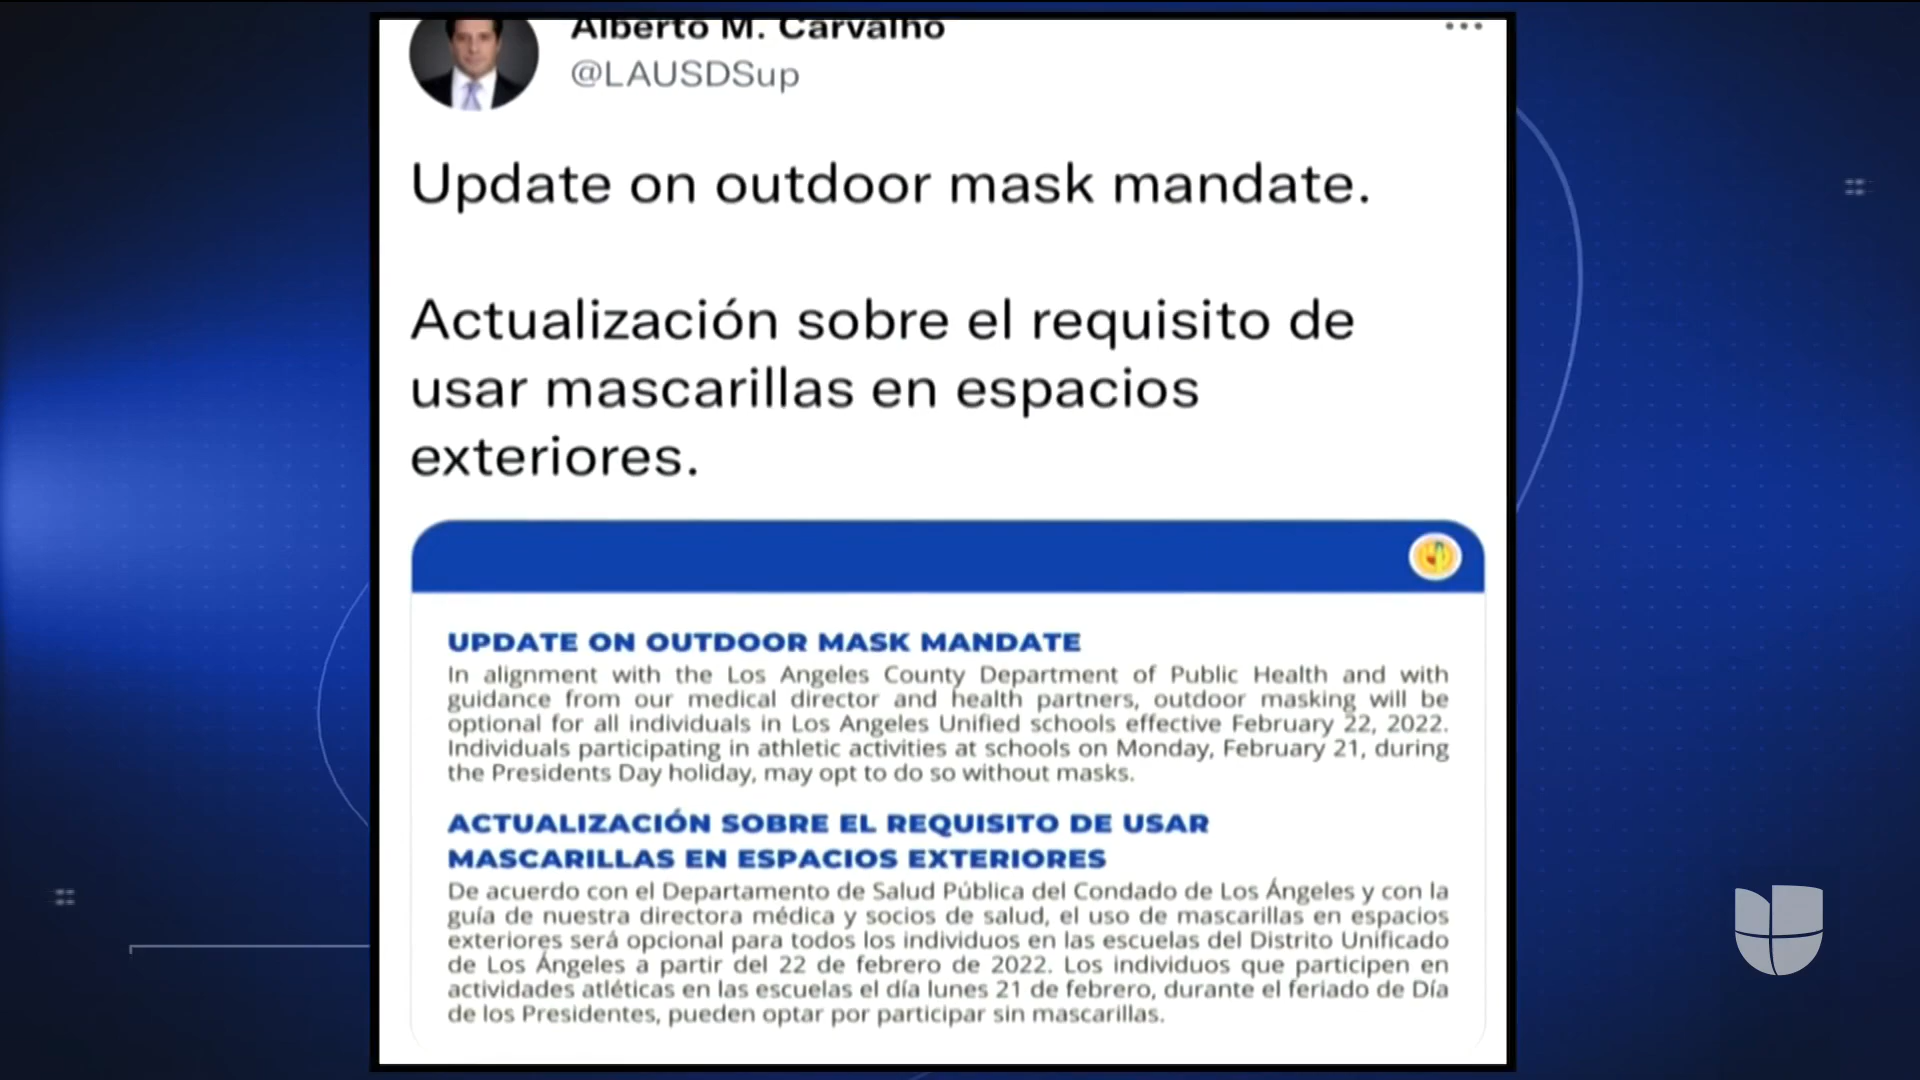 Alberto M. Carvalho
@LAUSDSup
Update on outdoor mask mandate.
Actualización sobre el requisito de
usar mascarillas en espacios
exteriores.
UPDATE ON OUTDOOR MASK MANDATE
In alignment with the Los Angeles County Department of Public Health and with
guidance from our medical director and health partners, outdoor masking will be
optional for all individuals in Los Angeles Unified schools effective February 22, 2022.
Individuals participating in athletic activities at schools on Monday, February 21, during
the Presidents Day holiday, may opt to do so without masks.
ACTUALIZACIÓN SOBRE EL REQUISITO DE USAR
MASCARILLAS EN ESPACIOS EXTERIORES
De acuerdo con el Departamento de Salud Pública del Condado de Los Ángeles y con la
guía de nuestra directora médica y socios de salud, el uso de mascarillas en espacios
exteriores será opcional para todos los individuos en las escuelas del Distrito Unificado
de Los Ángeles a partir del 22 de febrero de 2022. Los individuos que participen en
actividades atléticas en las escuelas el día lunes 21 de febrero, durante el feriado de Día
de los Presidentes, pueden optar por participar sin mascarillas.